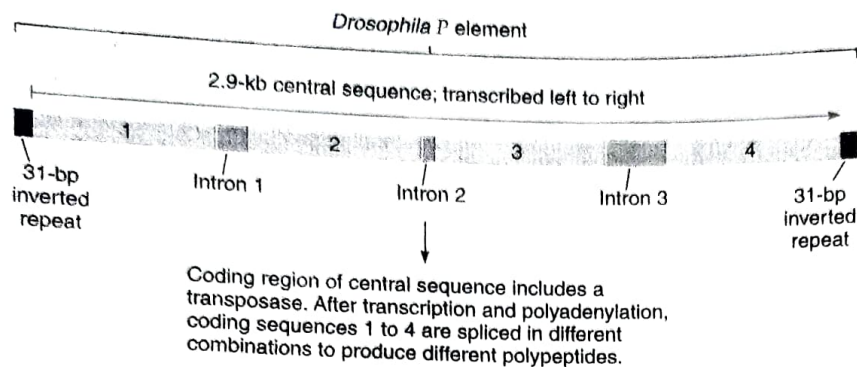 Drosophila P element
2.9-kb central sequence; transcribed left to right
1
2
3
4
31-bp
inverted
repeat
Intron 1
Intron 2
Intron 3
31-bp
inverted
repeat
Coding region of central sequence includes a
transposase. After transcription and polyadenylation,
coding sequences 1 to 4 are spliced in different
combinations to produce different polypeptides.